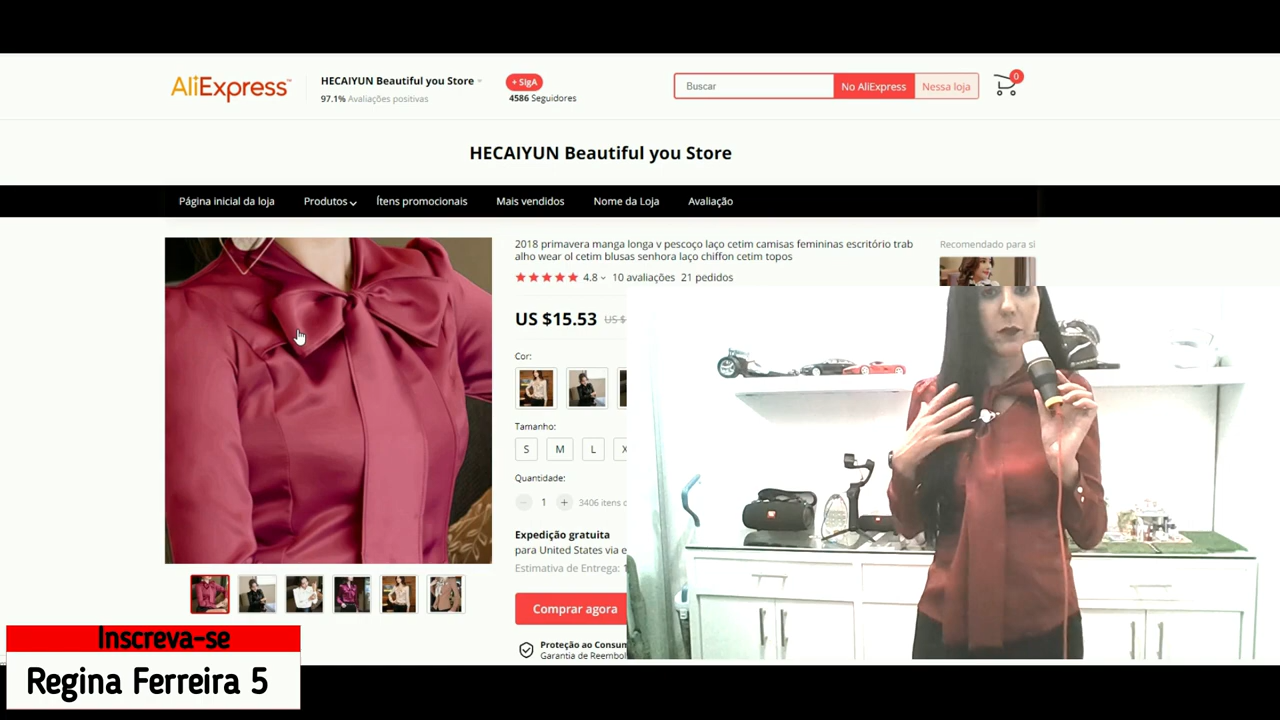 AliExpress™
HECAIYUN Beautiful you Store
97.1% Avaliações positivas
+ SigA
4586 Seguidores
Buscar
No AliExpress
Nessa loja
0
HECAIYUN Beautiful you Store
Página inicial da loja
Produtos
Ítens promocionais
Mais vendidos
Nome da Loja
Avaliação
2018 primavera manga longa v pescoço laço cetim camisas femininas escritório trab
alho wear ol cetim blusas senhora laço chiffon cetim topos
4.8
10 avaliações
21 pedidos
Recomendado para si
US $15.53
US $
Cor:
Tamanho:
S
M
L
Quantidade:
1
3406 itens
Expedição gratuita
para United States via
Estimativa de Entrega:
Comprar agora
Proteção ao Consum
Garantia de Reembol
Inscreva-se
Regina Ferreira 5